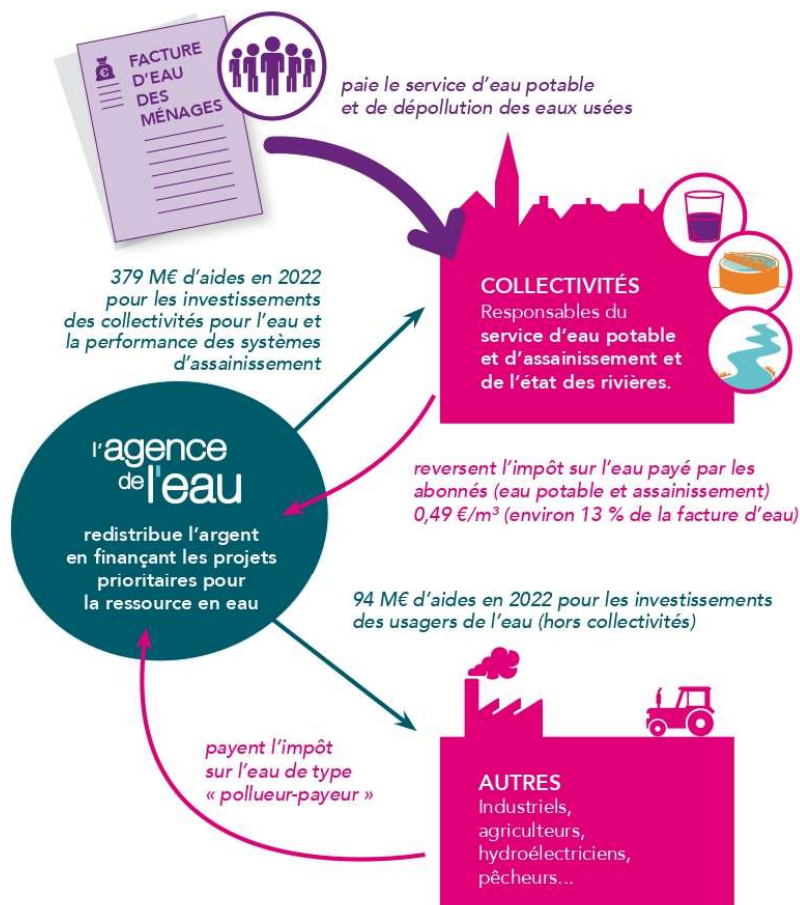 FACTURE
D'EAU
DES
MÉNAGES
€
paie le service d'eau potable
et de dépollution des eaux usées
379 M€ d'aides en 2022
pour les investissements
des collectivités pour l'eau et
la performance des systèmes
d'assainissement
COLLECTIVITÉS
Responsables du
service d'eau potable
et d'assainissement et
de l'état des rivières.
l'agence
de l'eau
redistribue l'argent
en finançant les projets
prioritaires pour
la ressource en eau
reversent l'impôt sur l'eau payé par les
abonnés (eau potable et assainissement)
0,49 €/m³ (environ 13 % de la facture d'eau)
94 M€ d'aides en 2022 pour les investissements
des usagers de l'eau (hors collectivités)
payent l'impôt
sur l'eau de type
« pollueur-payeur »
AUTRES
Industriels,
agriculteurs,
hydroélectriciens,
pêcheurs...